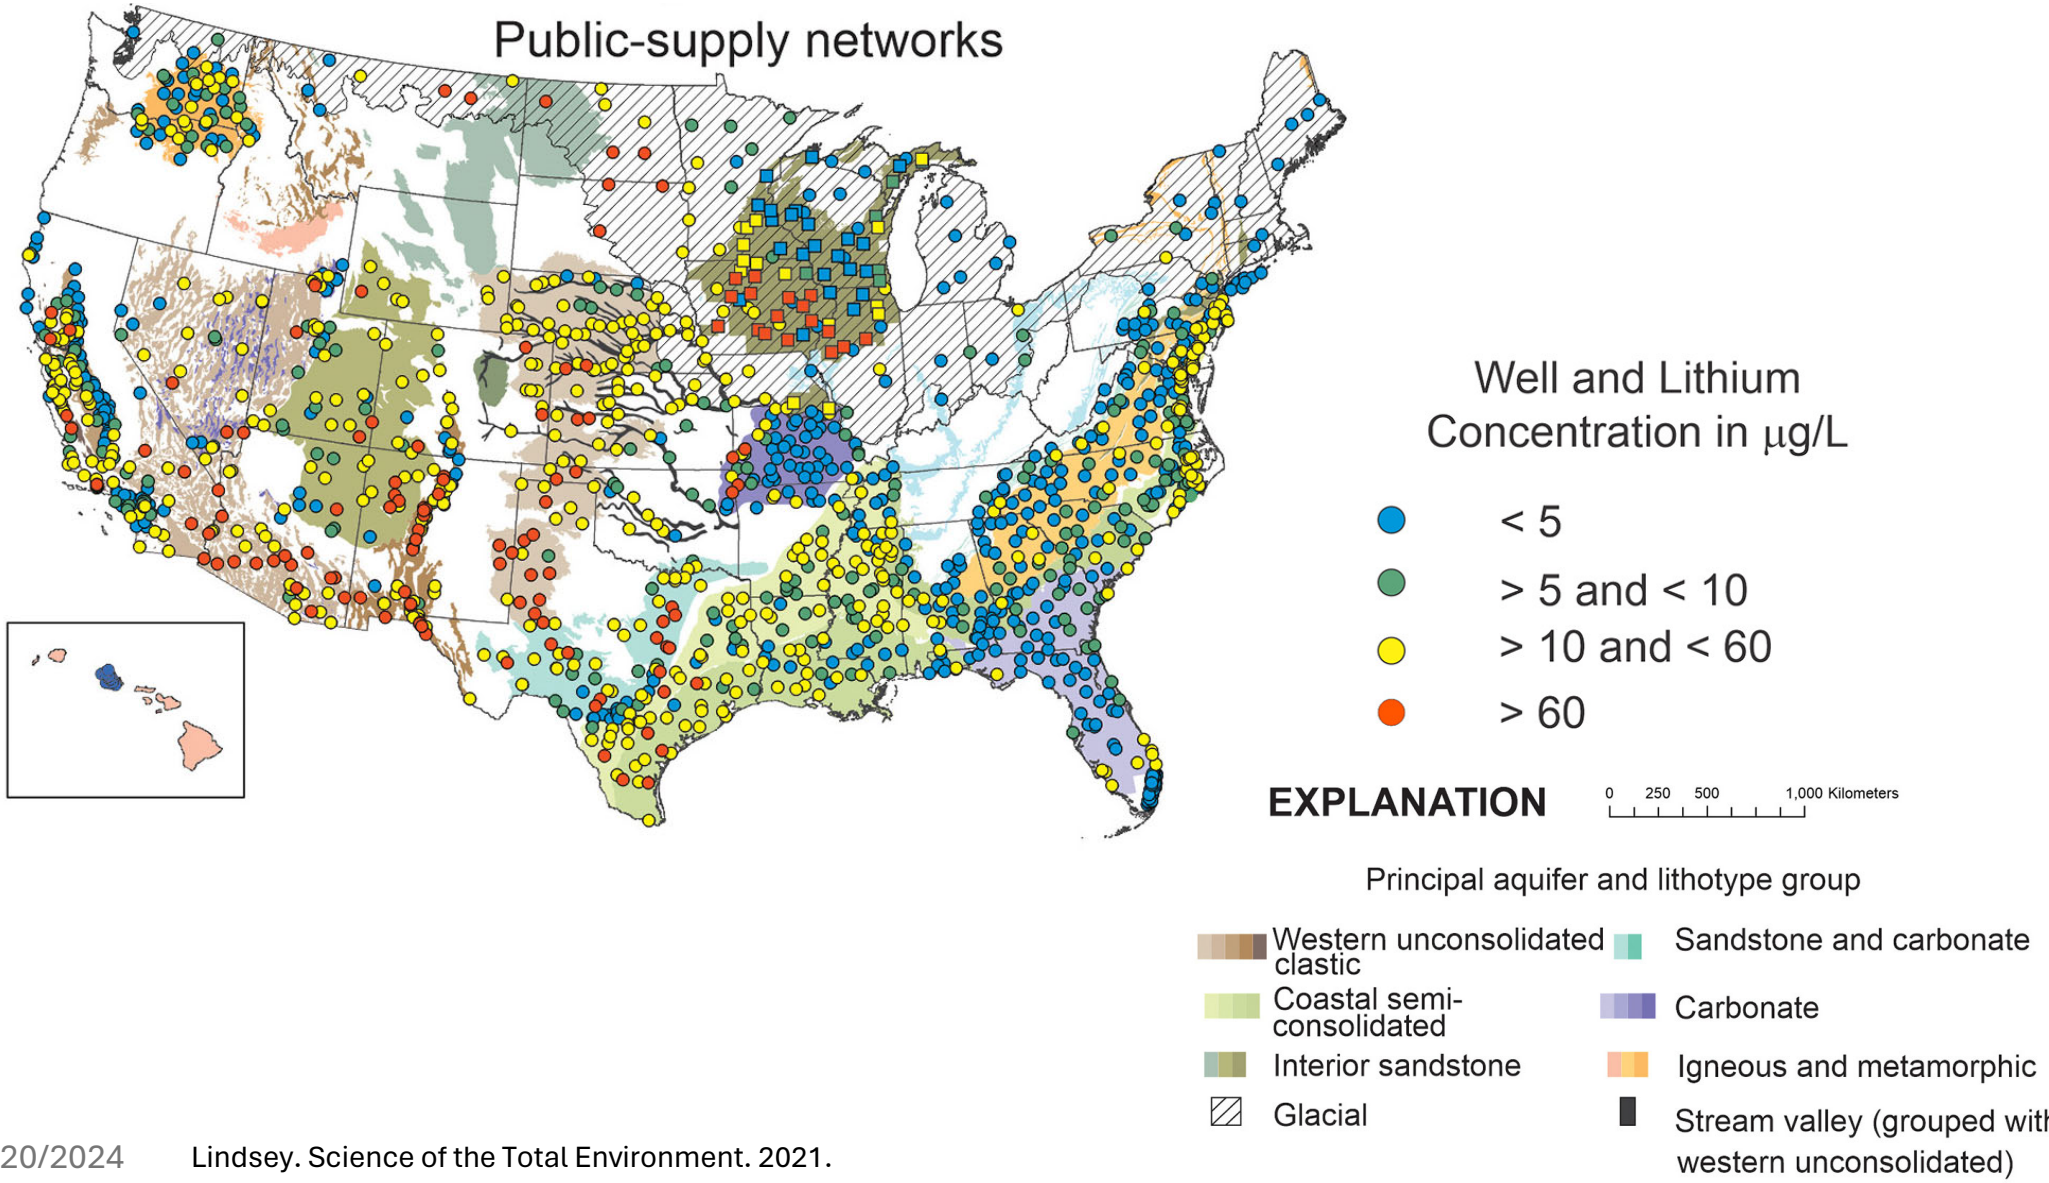 Public-supply networks
Well and Lithium
Concentration in μg/L
< 5
> 5 and < 10
> 10 and < 60
> 60
EXPLANATION
0 250 500 1,000 Kilometers
Principal aquifer and lithotype group
Western unconsolidated
clastic
Sandstone and carbonate
Coastal semi-
consolidated
Carbonate
Interior sandstone
Igneous and metamorphic
Glacial
Stream valley (grouped with
western unconsolidated)
20/2024
Lindsey. Science of the Total Environment. 2021.